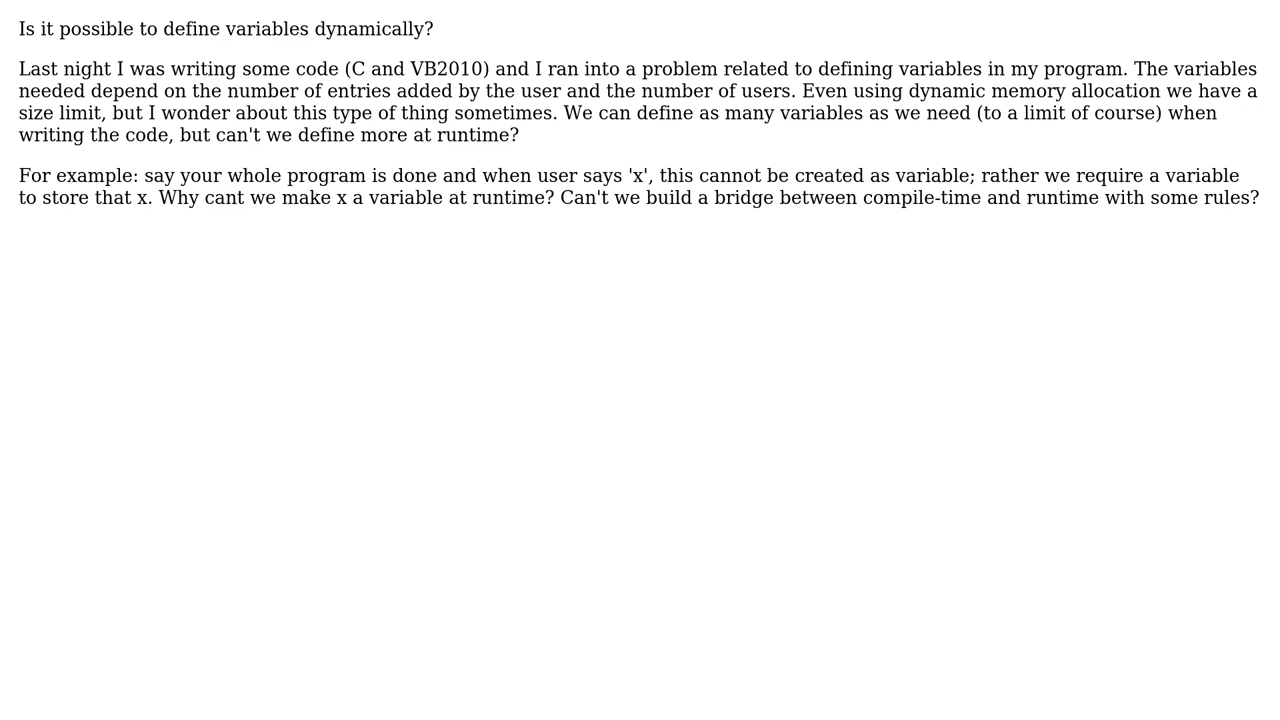 Is it possible to define variables dynamically?
Last night I was writing some code (C and VB2010) and I ran into a problem related to defining variables in my program. The variables
needed depend on the number of entries added by the user and the number of users. Even using dynamic memory allocation we have a
size limit, but I wonder about this type of thing sometimes. We can define as many variables as we need (to a limit of course) when
writing the code, but can't we define more at runtime?
For example: say your whole program is done and when user says 'x', this cannot be created as variable; rather we require a variable
to store that x. Why cant we make x a variable at runtime? Can't we build a bridge between compile-time and runtime with some rules?